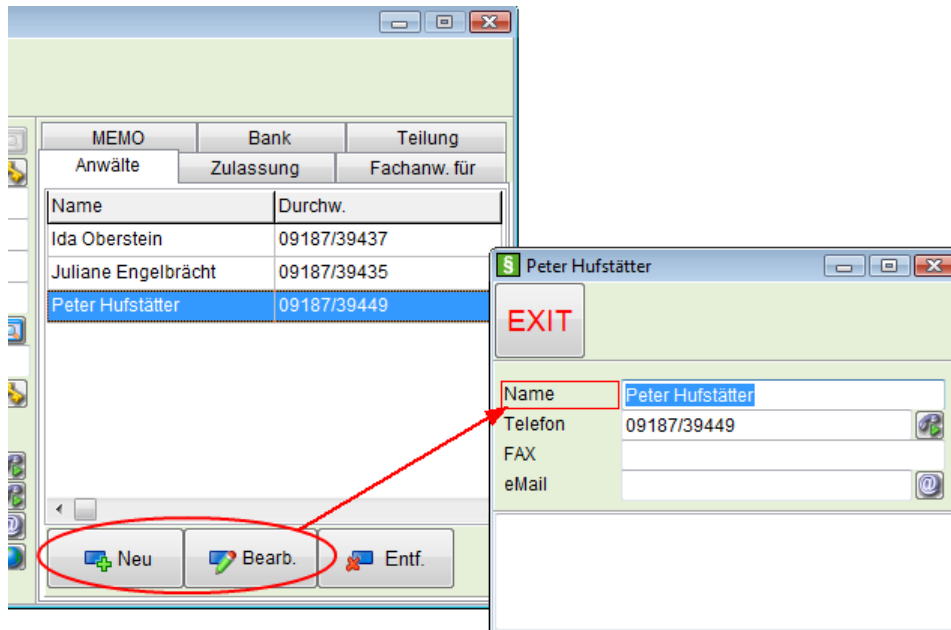 MEMO Bank Teilung
Anwälte Zulassung Fachanw. für
Name Durchw.
Ida Oberstein 09187/39437
Juliane Engelbrächt 09187/39435
Peter Hufstätter 09187/39449
Neu Bearb. Entf.
§ Peter Hufstätter
EXIT
Name Peter Hufstätter
Telefon 09187/39449
FAX
eMail